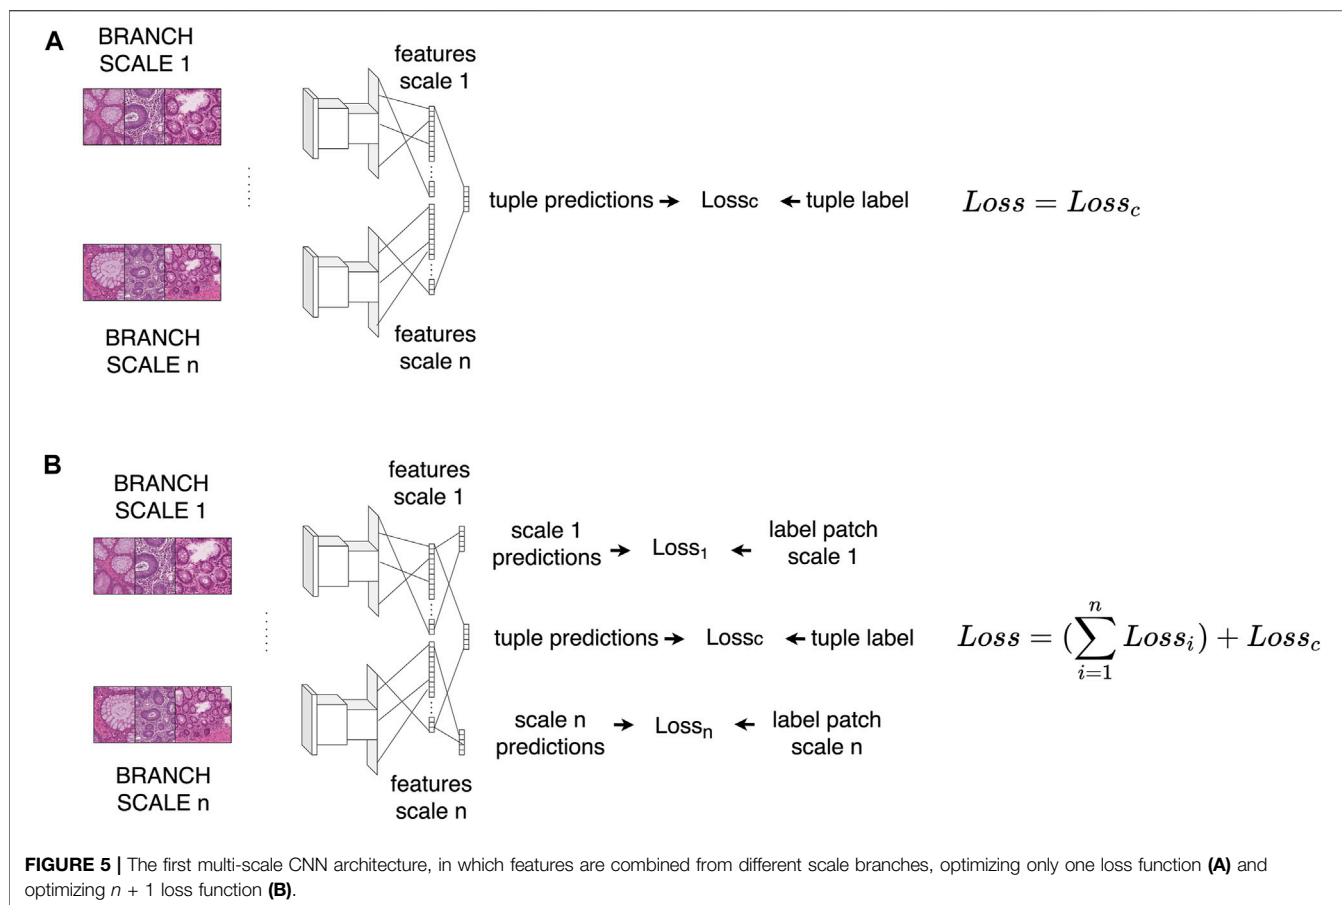 A
BRANCH
SCALE 1
features
scale 1
tuple predictions → Lossc ← tuple label
Loss = Loss_c
BRANCH
SCALE n
features
scale n
B
BRANCH
SCALE 1
features
scale 1
scale 1
predictions → Loss₁ ← label patch
scale 1
tuple predictions → Lossc ← tuple label
Loss = (∑_{i=1}^{n} Loss_i) + Loss_c
scale n
predictions → Lossₙ ← label patch
scale n
BRANCH
SCALE n
features
scale n
FIGURE 5 | The first multi-scale CNN architecture, in which features are combined from different scale branches, optimizing only one loss function (A) and
optimizing n + 1 loss function (B).